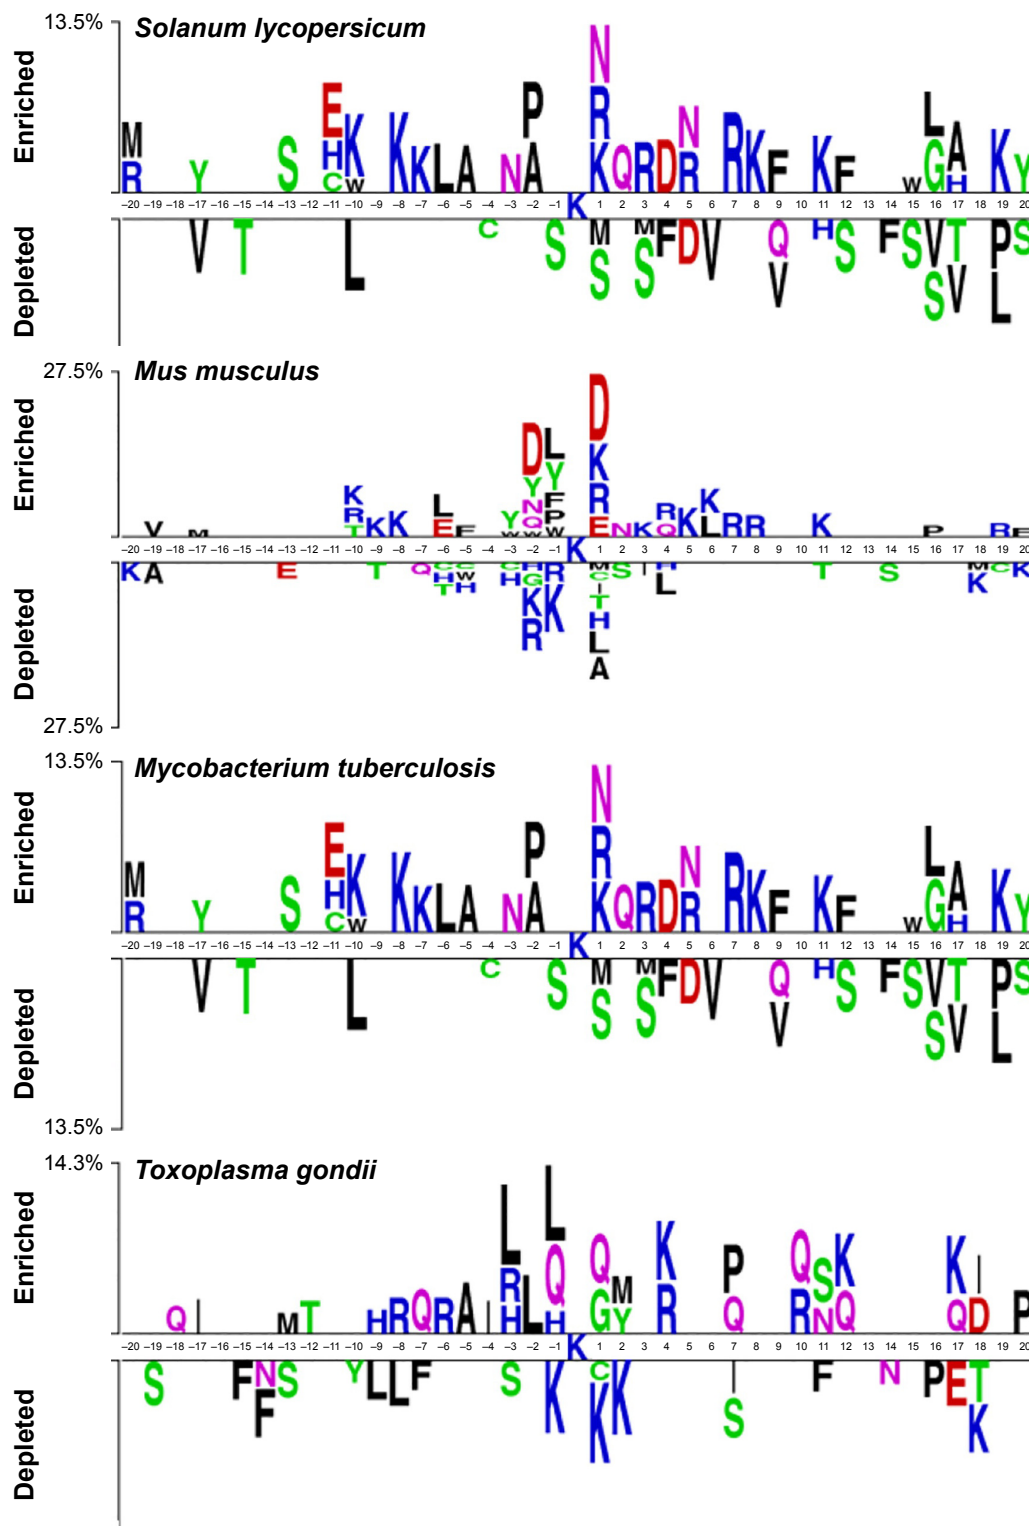 13.5%
Solanum lycopersicum
Enriched
N
E P R L
M K K N R A
R Y S H K K L A N A K Q R D R R K F K F G K Y
C W W H
–20 –19 –18 –17 –16 –15 –14 –13 –12 –11 –10 –9 –8 –7 –6 –5 –4 –3 –2 –1 K 1 2 3 4 5 6 7 8 9 10 11 12 13 14 15 16 17 18 19 20
Depleted
V T L C S M M F D V Q H S F S V T P S
S S V S V L
27.5%
Mus musculus
Enriched
D
D L K
K L Y Y N F R R K
R K K E Y Q P E Q K L R R K
V M T F W W W N K P R F
–20 –19 –18 –17 –16 –15 –14 –13 –12 –11 –10 –9 –8 –7 –6 –5 –4 –3 –2 –1 K 1 2 3 4 5 6 7 8 9 10 11 12 13 14 15 16 17 18 19 20
Depleted
K A E T Q C C C H R M S I H T S M C K
H W H G K C L K
T H K I
R T
H
L
A
27.5%
13.5%
Mycobacterium tuberculosis
Enriched
N
E P R L
M K K N R A
R Y S H K K L A N A K Q R D R R K F K F G K Y
C W W H
–20 –19 –18 –17 –16 –15 –14 –13 –12 –11 –10 –9 –8 –7 –6 –5 –4 –3 –2 –1 K 1 2 3 4 5 6 7 8 9 10 11 12 13 14 15 16 17 18 19 20
Depleted
V T L C S M M F D V Q H S F S V T P S
S S V S V L
13.5%
14.3%
Toxoplasma gondii
Enriched
L L
R Q Q M K P Q S K K I
Q I M T H R Q R A I H L H G Y R Q R N Q Q D P
–20 –19 –18 –17 –16 –15 –14 –13 –12 –11 –10 –9 –8 –7 –6 –5 –4 –3 –2 –1 K 1 2 3 4 5 6 7 8 9 10 11 12 13 14 15 16 17 18 19 20
Depleted
S F N S Y L L F S K C K I F N P E T
F K S K